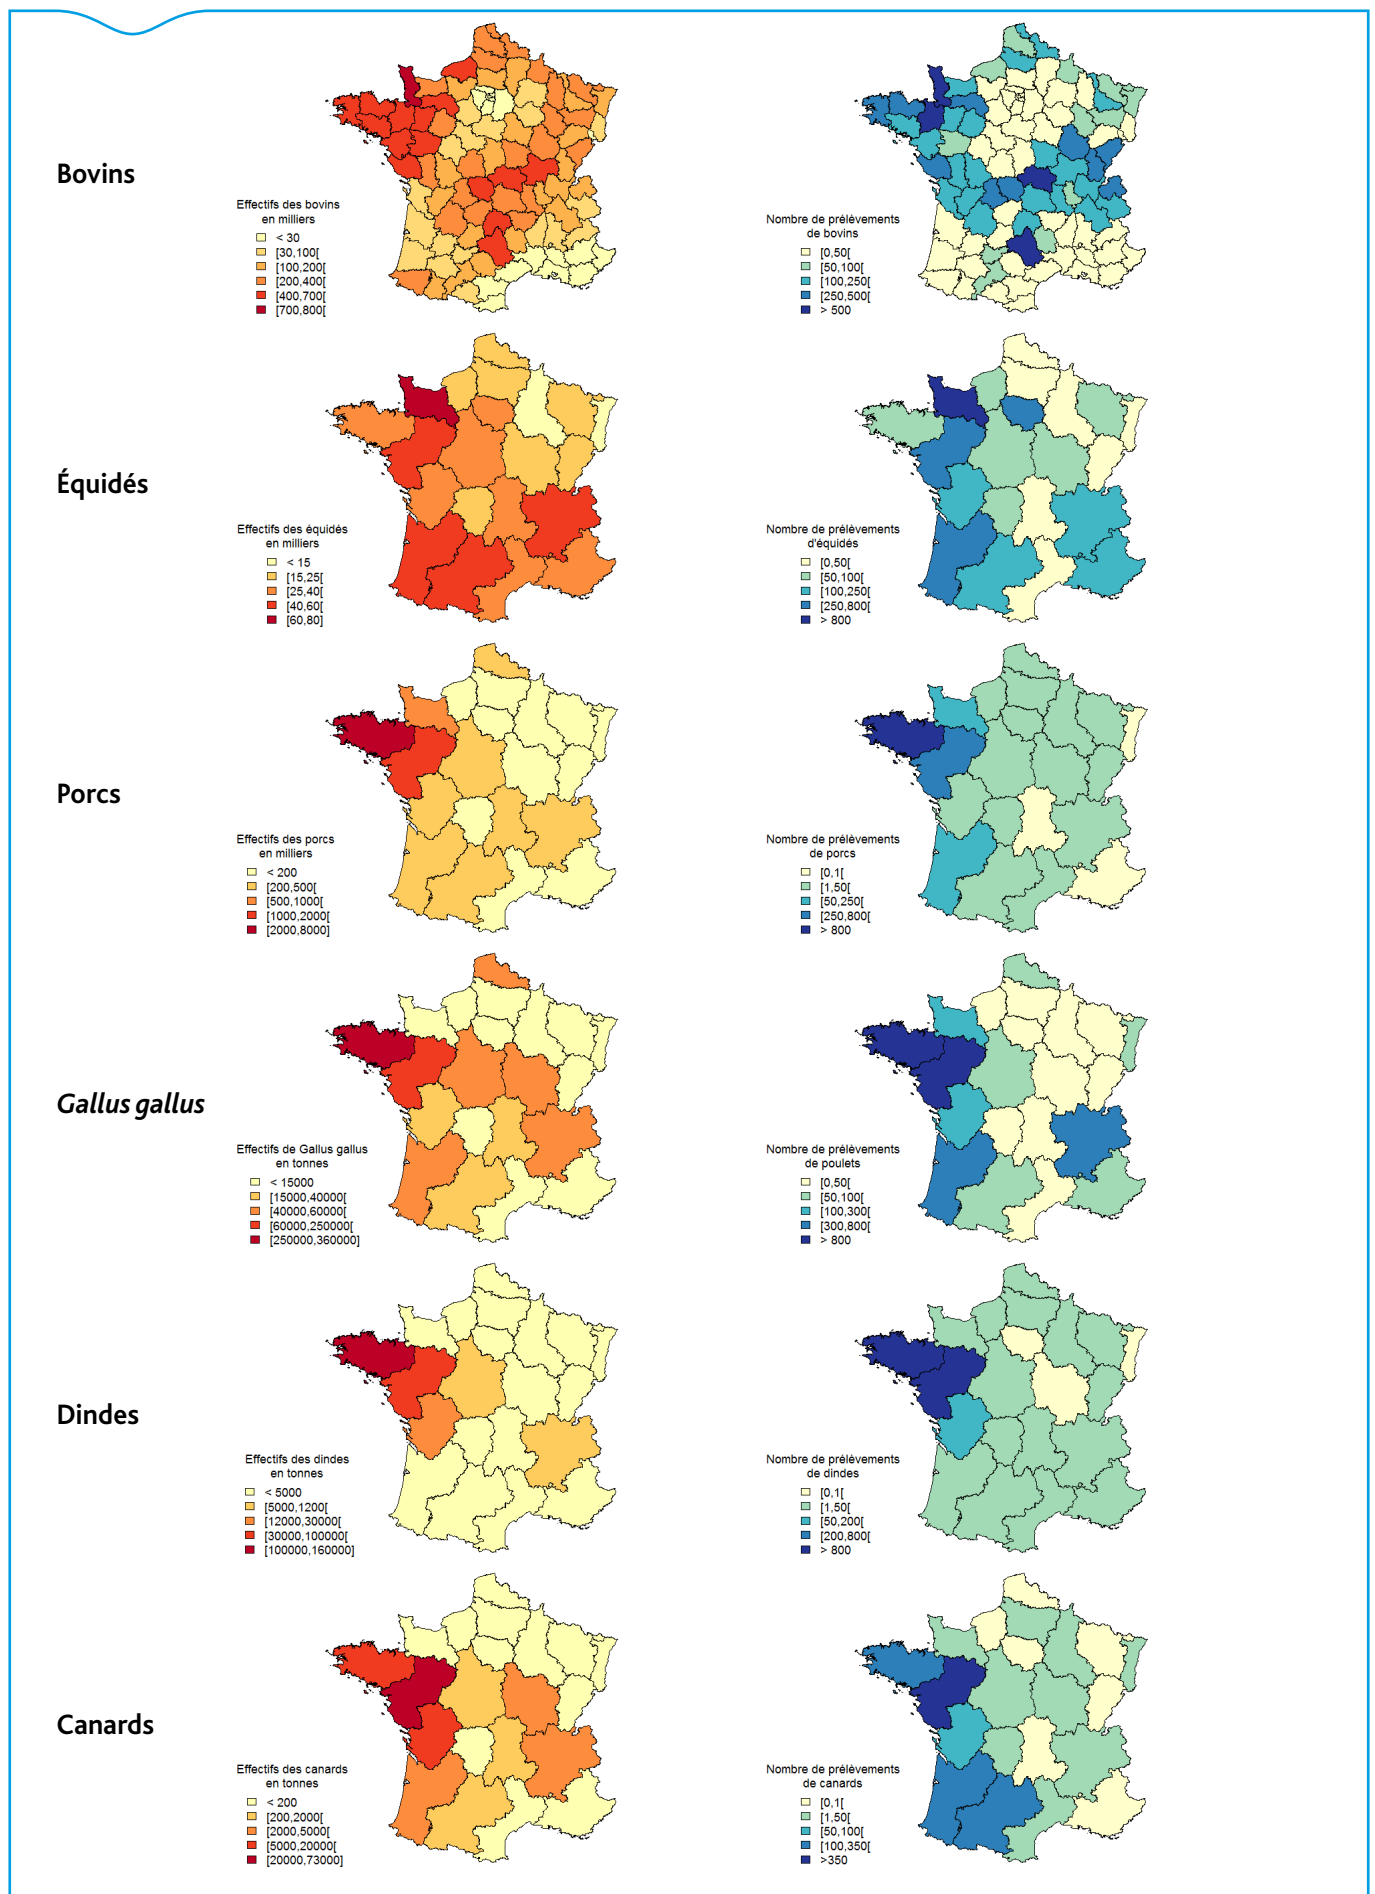 Bovins
Effectifs des bovins
en milliers
< 30
[30,100[
[100,200[
[200,400[
[400,700[
[700,800[
Nombre de prélèvements
de bovins
[0,50[
[50,100[
[100,250[
[250,500[
> 500
Équidés
Effectifs des équidés
en milliers
< 15
[15,25[
[25,40[
[40,60[
[60,80]
Nombre de prélèvements
d'équidés
[0,50[
[50,100[
[100,250[
[250,800[
> 800
Porcs
Effectifs des porcs
en milliers
< 200
[200,500[
[500,1000[
[1000,2000[
[2000,8000]
Nombre de prélèvements
de porcs
[0,1[
[1,50[
[50,250[
[250,800[
> 800
Gallus gallus
Effectifs de Gallus gallus
en tonnes
< 15000
[15000,40000[
[40000,60000[
[60000,250000[
[250000,360000]
Nombre de prélèvements
de poulets
[0,50[
[50,100[
[100,300[
[300,800[
> 800
Dindes
Effectifs des dindes
en tonnes
< 5000
[5000,1200[
[12000,30000[
[30000,100000[
[100000,160000]
Nombre de prélèvements
de dindes
[0,1[
[1,50[
[50,200[
[200,800[
> 800
Canards
Effectifs des canards
en tonnes
< 200
[200,2000[
[2000,5000[
[5000,20000[
[20000,73000]
Nombre de prélèvements
de canards
[0,1[
[1,50[
[50,100[
[100,350[
>350